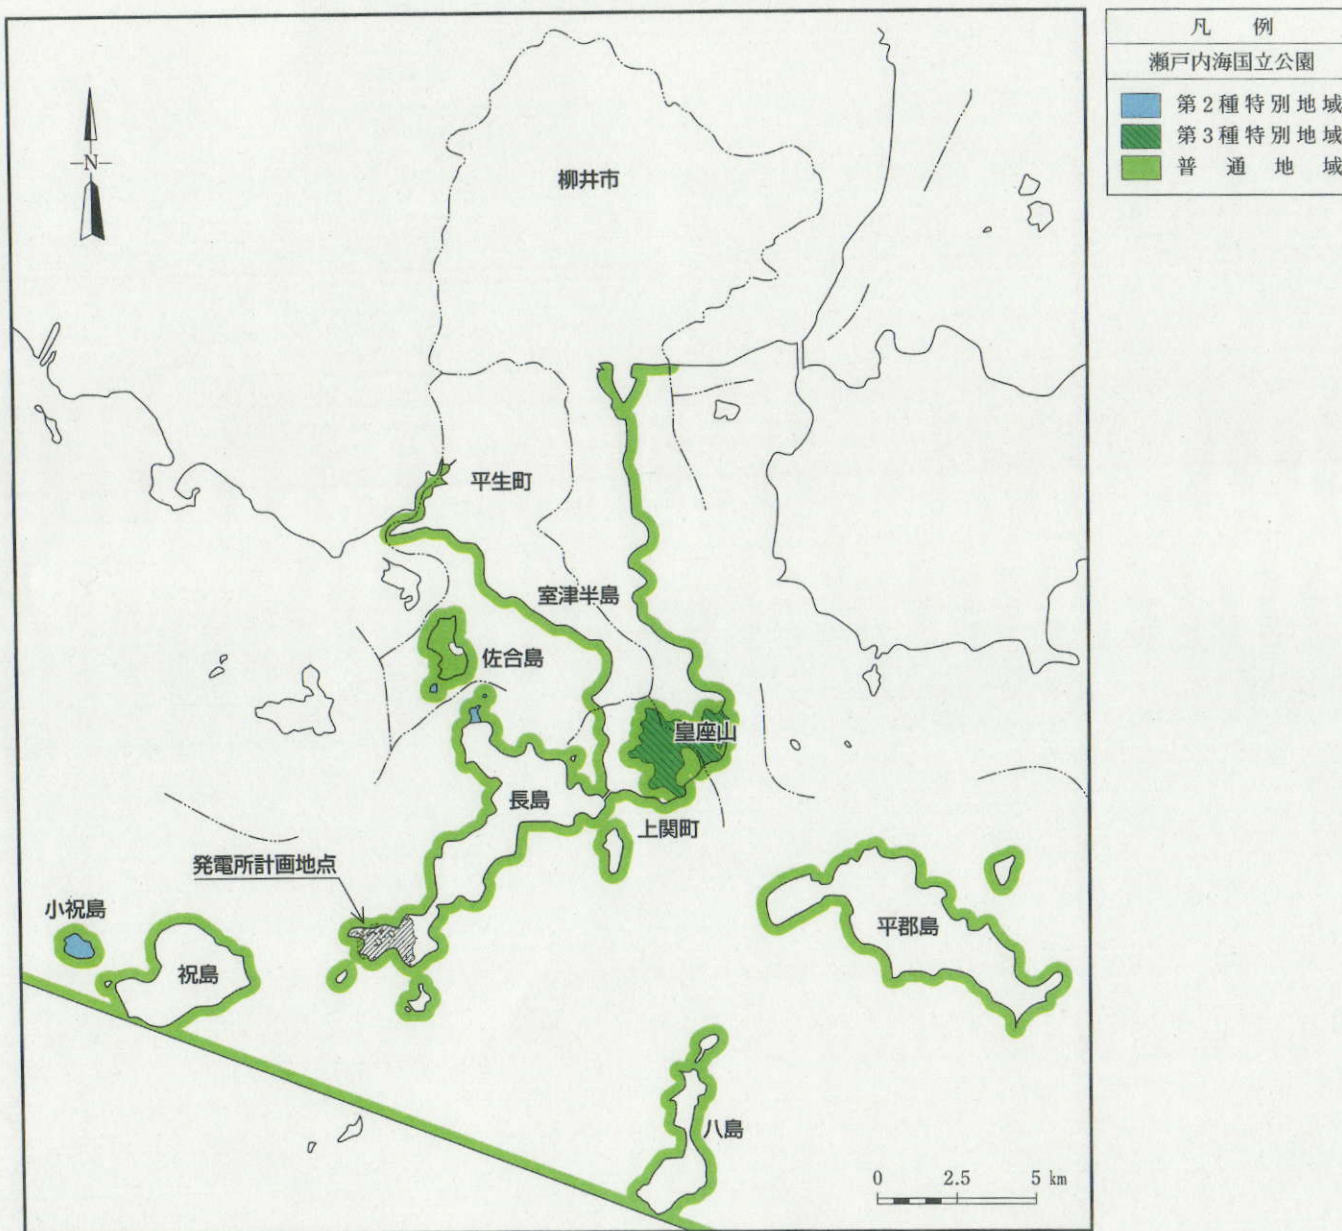 凡 例
瀬戸内海国立公園
第2種特別地域
第3種特別地域
普通地域
N
柳井市
平生町
室津半島
佐合島
皇座山
長島
上関町
発電所計画地点
小祝島
祝島
平郡島
八島
0 2.5 5 km